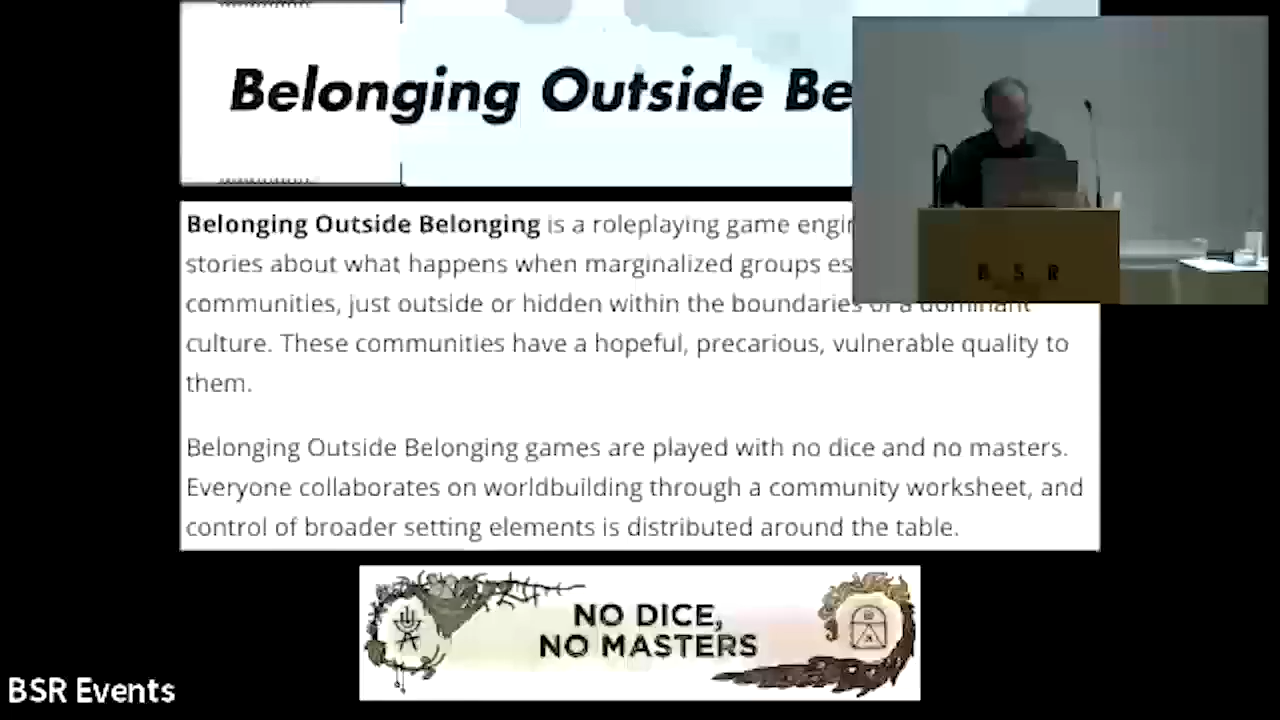 Belonging Outside Be
Belonging Outside Belonging is a roleplaying game engin
stories about what happens when marginalized groups es
communities, just outside or hidden within the boundaries of a dominant
culture. These communities have a hopeful, precarious, vulnerable quality to
them.
Belonging Outside Belonging games are played with no dice and no masters.
Everyone collaborates on worldbuilding through a community worksheet, and
control of broader setting elements is distributed around the table.
NO DICE,
NO MASTERS
B S R
BSR Events